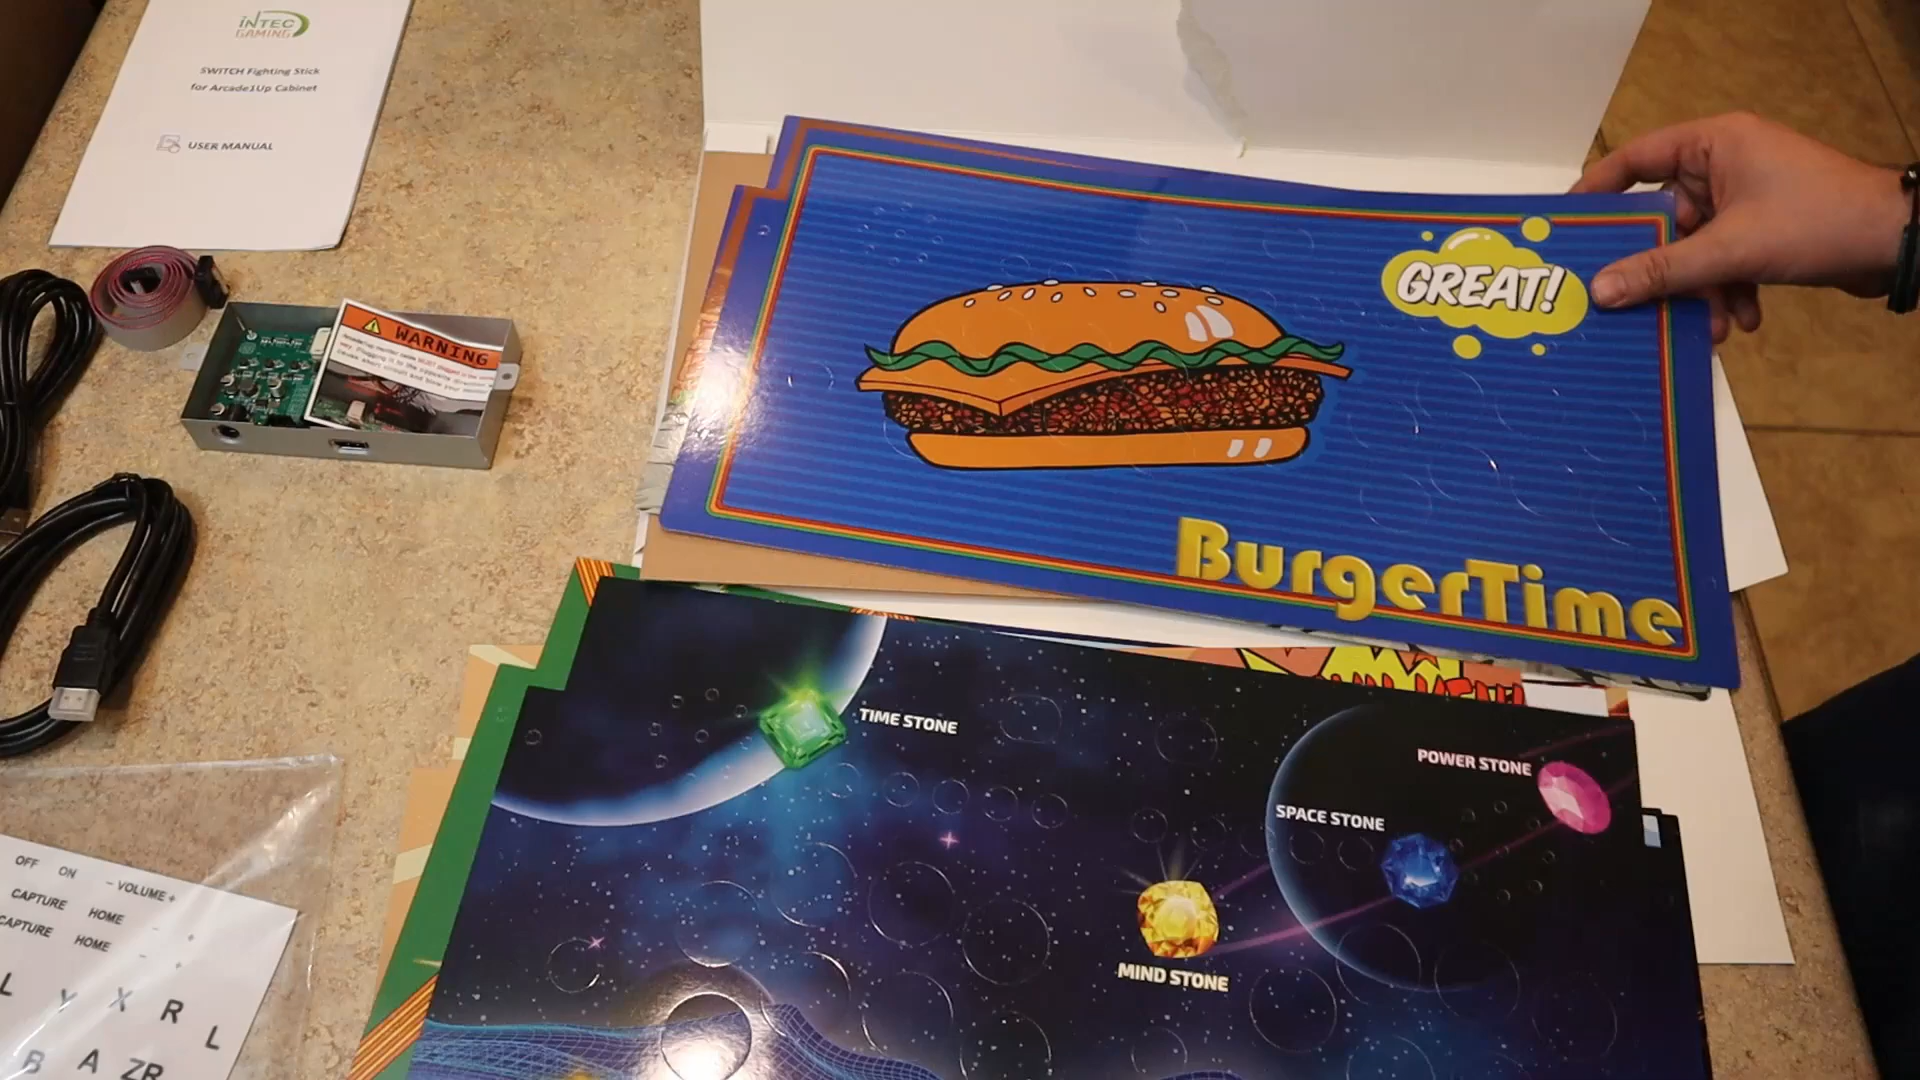 iNTEC
GAMING
SWITCH Fighting Stick
for Arcade1Up Cabinet
USER MANUAL
WARNING
GREAT!
BurgerTime
TIME STONE
POWER STONE
SPACE STONE
MIND STONE
OFF ON - VOLUME +
CAPTURE HOME - +
CAPTURE HOME - +
L Y X R L
B A ZR